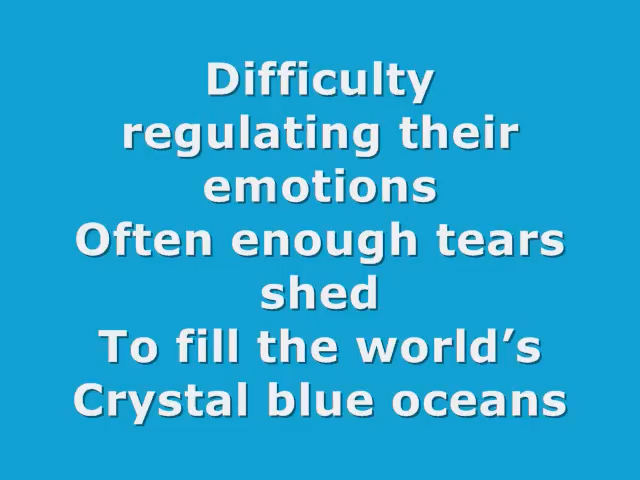 Difficulty
regulating their
emotions
Often enough tears
shed
To fill the world’s
Crystal blue oceans